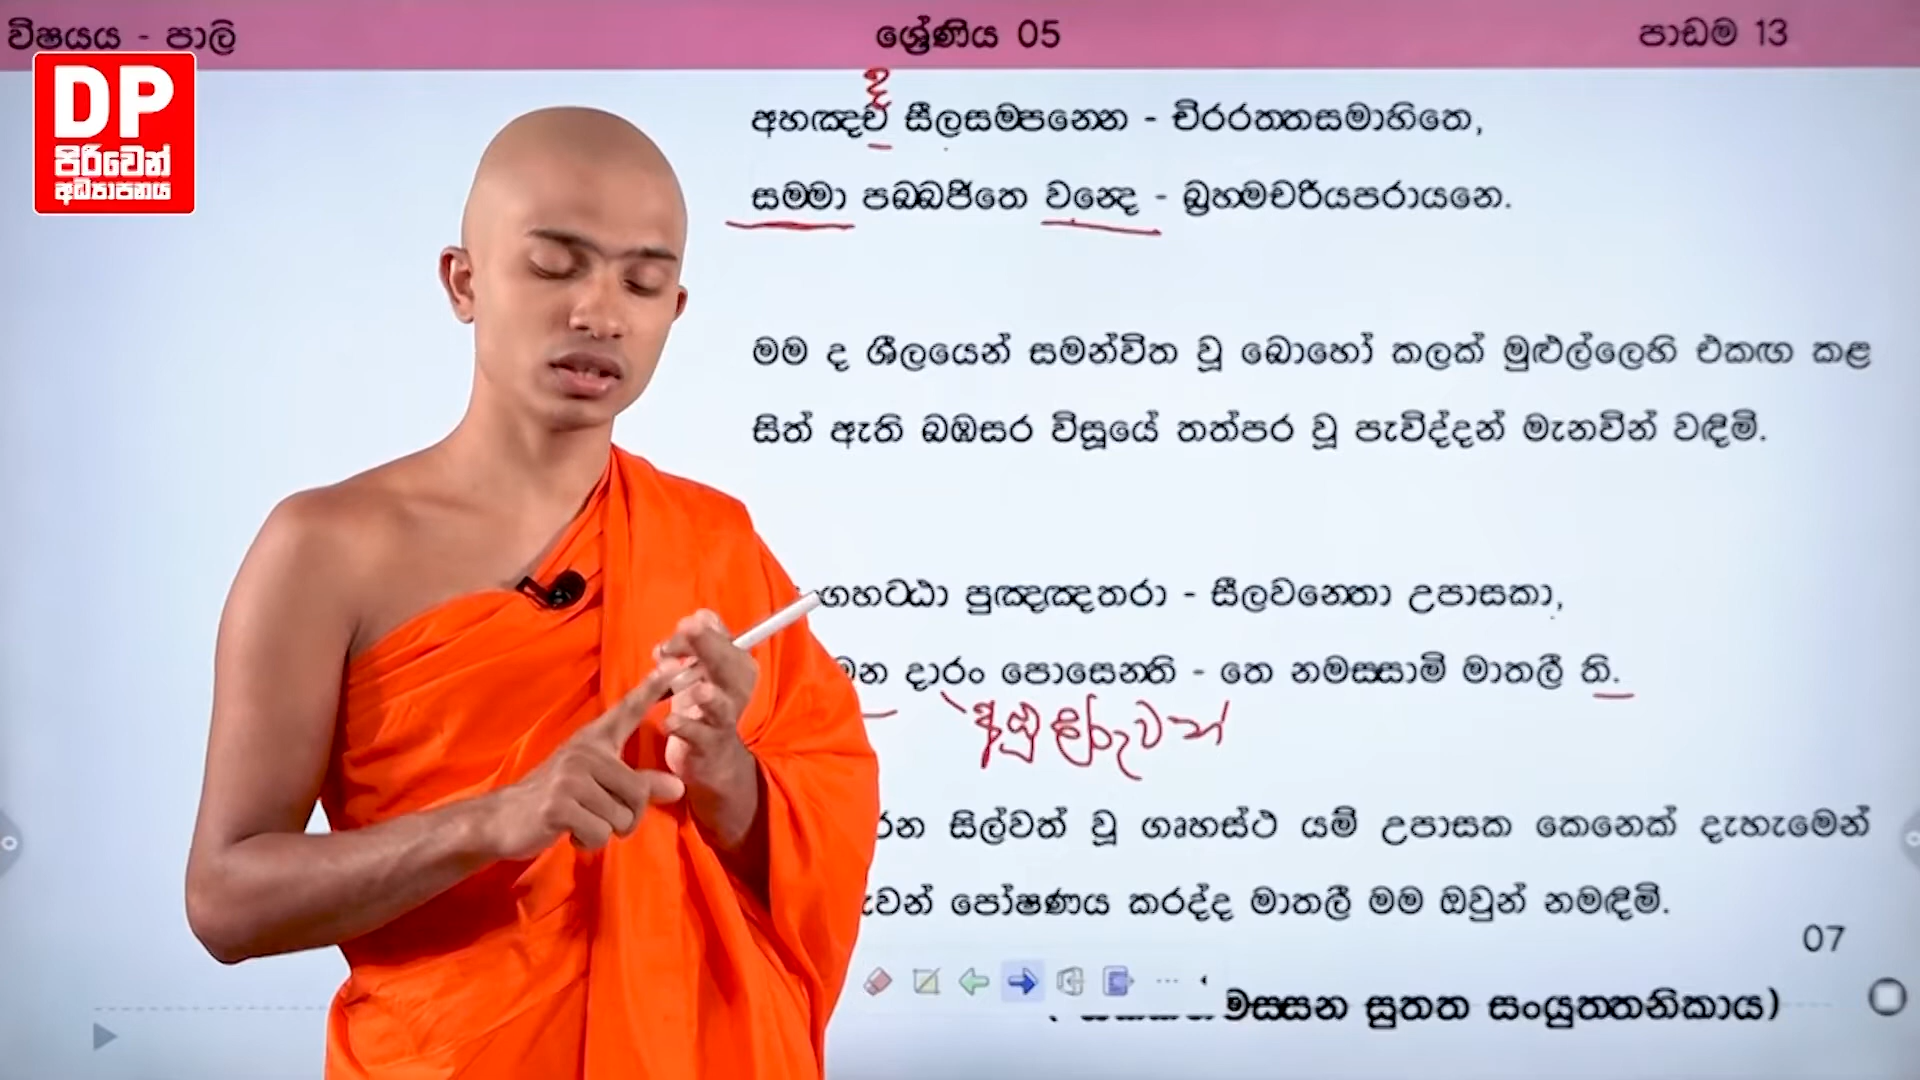 විෂයය - පාලි
ශ්‍රේණිය 05
පාඩම 13
DP
පිරිවෙන්
අධ්‍යාපනය
ද
අහඤ්ච සීලසම්පන්නෙ - චිරරත්තසමාහිතෙ,
සම්මා පබ්බජිතෙ වන්දෙ - බ්‍රහ්මචරියපරායනෙ.
මම ද ශීලයෙන් සමන්විත වූ බොහෝ කලක් මුළුල්ලෙහි එකඟ කළ
සිත් ඇති බඹසර විසූයේ තත්පර වූ පැවිද්දන් මැනවින් වඳිමි.
ගහට්ඨා පුඤ්ඤතරා - සීලවන්තො උපාසකා,
දාරං පොසෙන්ති - තෙ නමස්සාමි මාතලී ති.
අඹුදරුවන්
සිල්වත් වූ ගෘහස්ථ යම් උපාසක කෙනෙක් දැහැමෙන්
පෝෂණය කරද්ද මාතලී මම ඔවුන් නමඳිමි.
07
සුත්ත සංයුත්තනිකාය)